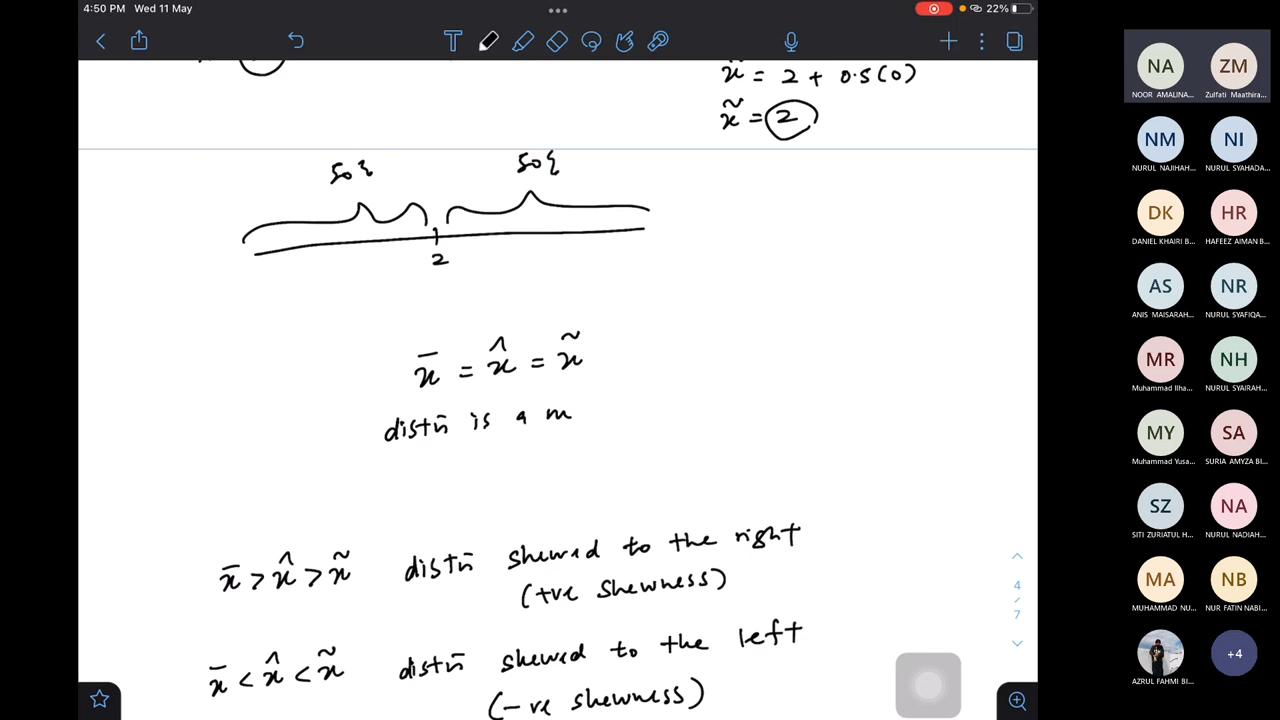 4:50 PM Wed 11 May
22%
x̃ = 2 + 0.5(0)
x̃ = 2
50% 50%
2
x̄ = x̂ = x̃
distn̄ is a m
x̄ > x̂ > x̃ distn̄ skewed to the right
(+ve skewness)
x̄ < x̂ < x̃ distn̄ skewed to the left
(-ve skewness)
4
/
7
NA ZM
NOOR AMALINA... Zulfati Maathira...
NM NI
NURUL NAJIHAH... NURUL SYAHADA...
DK HR
DANIEL KHAIRI B... HAFEEZ AIMAN B...
AS NR
ANIS MAISARAH... NURUL SYAFIQA...
MR NH
Muhammad Ilha... NURUL SYAIRAH...
MY SA
Muhammad Yusa... SURIA AMYZA BI...
SZ NA
SITI ZURIATUL H... NURUL NADIAH...
MA NB
MUHAMMAD NU... NUR FATIN NABI...
+4
AZRUL FAHMI BI...